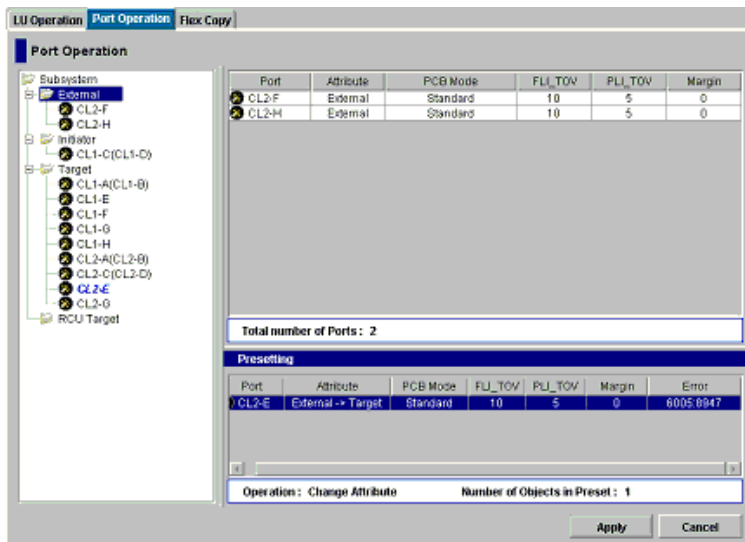 LU Operation Port Operation Flex Copy
Port Operation
Subsystem
External
CL2-F
CL2-H
Initiator
CL1-C(CL1-D)
Target
CL1-A(CL1-B)
CL1-E
CL1-F
CL1-G
CL1-H
CL2-A(CL2-B)
CL2-C(CL2-D)
CL2-E
CL2-G
RCU Target
Port Attribute PCB Mode FLI_TOV PLI_TOV Margin
CL2-F External Standard 10 5 0
CL2-H External Standard 10 5 0
Total number of Ports : 2
Presetting
Port Attribute PCB Mode FLI_TOV PLI_TOV Margin Error
CL2-E External -> Target Standard 10 5 0 6005:8947
Operation : Change Attribute Number of Objects in Preset : 1
Apply Cancel